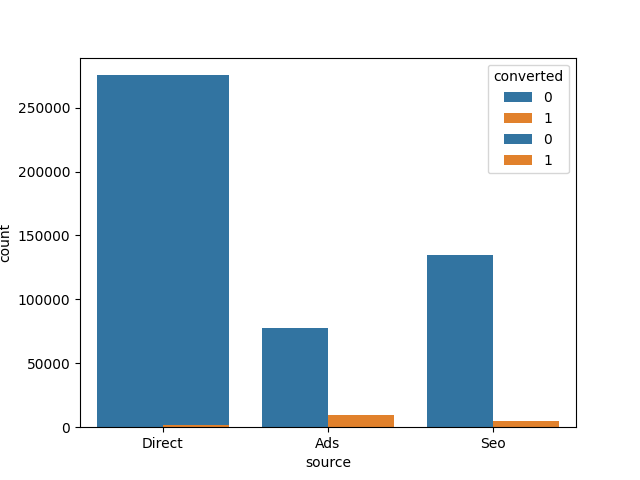 converted
0
1
0
1
250000
200000
150000
100000
50000
0
count
Direct
Ads
Seo
source